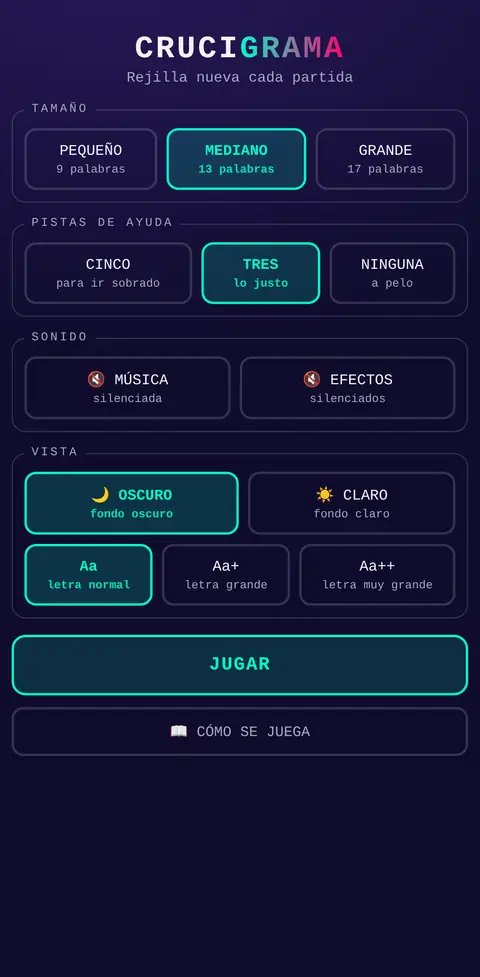 CRUCIGRAMA
Rejilla nueva cada partida
TAMAÑO
PEQUEÑO MEDIANO GRANDE
9 palabras 13 palabras 17 palabras
PISTAS DE AYUDA
CINCO TRES NINGUNA
para ir sobrado lo justo a pelo
SONIDO
🔇 MÚSICA 🔇 EFECTOS
silenciada silenciados
VISTA
🌙 OSCURO ☀️ CLARO
fondo oscuro fondo claro
Aa Aa+ Aa++
letra normal letra grande letra muy grande
JUGAR
📖 CÓMO SE JUEGA